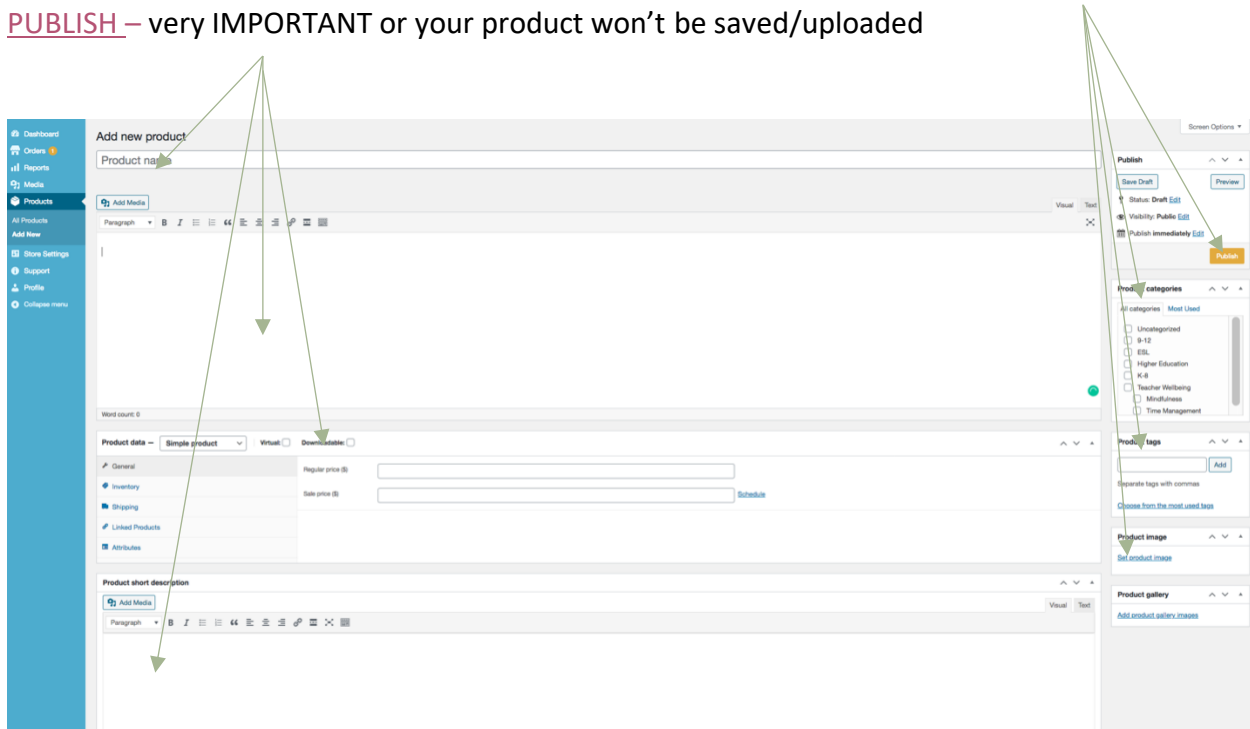 PUBLISH – very IMPORTANT or your product won’t be saved/uploaded
Screen Options
Dashboard
Orders
Reports
Media
Products
All Products
Add New
Store Settings
Support
Profile
Collapse menu
Add new product
Product name
Add Media
Visual Text
Paragraph B I
Word count: 0
Product data — Simple product Virtual: Downloadable:
General
Inventory
Shipping
Linked Products
Attributes
Regular price ($)
Sale price ($) Schedule
Product short description
Add Media
Visual Text
Paragraph B I
Publish
Save Draft Preview
Status: Draft Edit
Visibility: Public Edit
Publish immediately Edit
Publish
Product categories
All categories Most Used
Uncategorized
9-12
ESL
Higher Education
K-8
Teacher Wellbeing
Mindfulness
Time Management
Product tags
Add
Separate tags with commas
Choose from the most used tags
Product image
Set product image
Product gallery
Add product gallery images